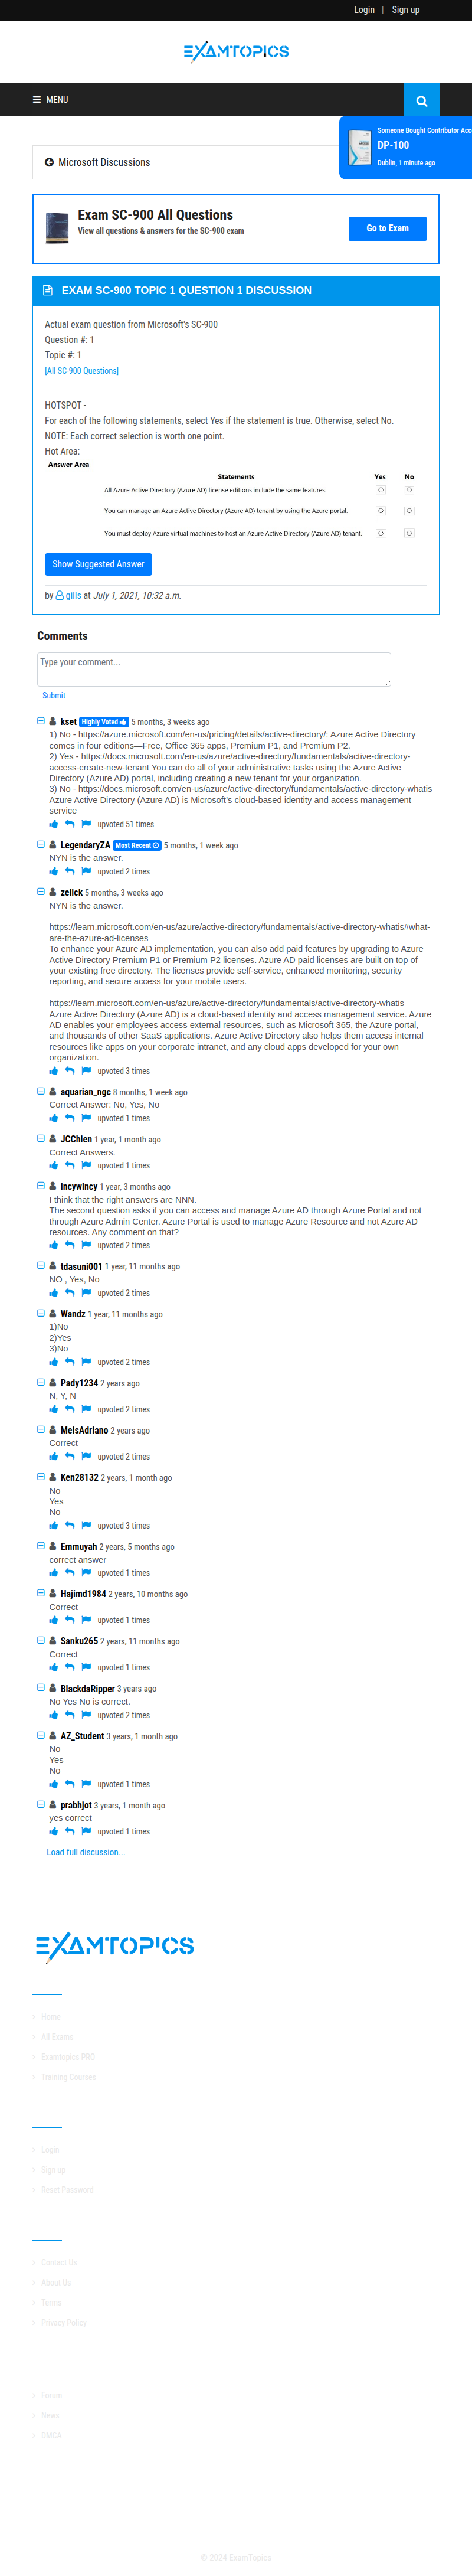 Login | Sign up
EXAMTOPICS
MENU
Someone Bought Contributor Acc
DP-100
Dublin, 1 minute ago
Microsoft Discussions
Exam SC-900 All Questions
View all questions & answers for the SC-900 exam
Go to Exam
EXAM SC-900 TOPIC 1 QUESTION 1 DISCUSSION
Actual exam question from Microsoft's SC-900
Question #: 1
Topic #: 1
[All SC-900 Questions]
HOTSPOT -
For each of the following statements, select Yes if the statement is true. Otherwise, select No.
NOTE: Each correct selection is worth one point.
Hot Area:
Answer Area
Statements Yes No
All Azure Active Directory (Azure AD) license editions include the same features.
You can manage an Azure Active Directory (Azure AD) tenant by using the Azure portal.
You must deploy Azure virtual machines to host an Azure Active Directory (Azure AD) tenant.
Show Suggested Answer
by gills at July 1, 2021, 10:32 a.m.
Comments
Type your comment...
Submit
kset Highly Voted 5 months, 3 weeks ago
1) No - https://azure.microsoft.com/en-us/pricing/details/active-directory/: Azure Active Directory
comes in four editions—Free, Office 365 apps, Premium P1, and Premium P2.
2) Yes - https://docs.microsoft.com/en-us/azure/active-directory/fundamentals/active-directory-
access-create-new-tenant You can do all of your administrative tasks using the Azure Active
Directory (Azure AD) portal, including creating a new tenant for your organization.
3) No - https://docs.microsoft.com/en-us/azure/active-directory/fundamentals/active-directory-whatis
Azure Active Directory (Azure AD) is Microsoft's cloud-based identity and access management
service
upvoted 51 times
LegendaryZA Most Recent 5 months, 1 week ago
NYN is the answer.
upvoted 2 times
zellck 5 months, 3 weeks ago
NYN is the answer.
https://learn.microsoft.com/en-us/azure/active-directory/fundamentals/active-directory-whatis#what-
are-the-azure-ad-licenses
To enhance your Azure AD implementation, you can also add paid features by upgrading to Azure
Active Directory Premium P1 or Premium P2 licenses. Azure AD paid licenses are built on top of
your existing free directory. The licenses provide self-service, enhanced monitoring, security
reporting, and secure access for your mobile users.
https://learn.microsoft.com/en-us/azure/active-directory/fundamentals/active-directory-whatis
Azure Active Directory (Azure AD) is a cloud-based identity and access management service. Azure
AD enables your employees access external resources, such as Microsoft 365, the Azure portal,
and thousands of other SaaS applications. Azure Active Directory also helps them access internal
resources like apps on your corporate intranet, and any cloud apps developed for your own
organization.
upvoted 3 times
aquarian_ngc 8 months, 1 week ago
Correct Answer: No, Yes, No
upvoted 1 times
JCChien 1 year, 1 month ago
Correct Answers.
upvoted 1 times
incywincy 1 year, 3 months ago
I think that the right answers are NNN.
The second question asks if you can access and manage Azure AD through Azure Portal and not
through Azure Admin Center. Azure Portal is used to manage Azure Resource and not Azure AD
resources. Any comment on that?
upvoted 2 times
tdasuni001 1 year, 11 months ago
NO , Yes, No
upvoted 2 times
Wandz 1 year, 11 months ago
1)No
2)Yes
3)No
upvoted 2 times
Pady1234 2 years ago
N, Y, N
upvoted 2 times
MeisAdriano 2 years ago
Correct
upvoted 2 times
Ken28132 2 years, 1 month ago
No
Yes
No
upvoted 3 times
Emmuyah 2 years, 5 months ago
correct answer
upvoted 1 times
Hajimd1984 2 years, 10 months ago
Correct
upvoted 1 times
Sanku265 2 years, 11 months ago
Correct
upvoted 1 times
BlackdaRipper 3 years ago
No Yes No is correct.
upvoted 2 times
AZ_Student 3 years, 1 month ago
No
Yes
No
upvoted 1 times
prabhjot 3 years, 1 month ago
yes correct
upvoted 1 times
Load full discussion...
EXAMTOPICS
Home
All Exams
Examtopics PRO
Training Courses
Login
Sign up
Reset Password
Contact Us
About Us
Terms
Privacy Policy
Forum
News
DMCA
© 2024 ExamTopics